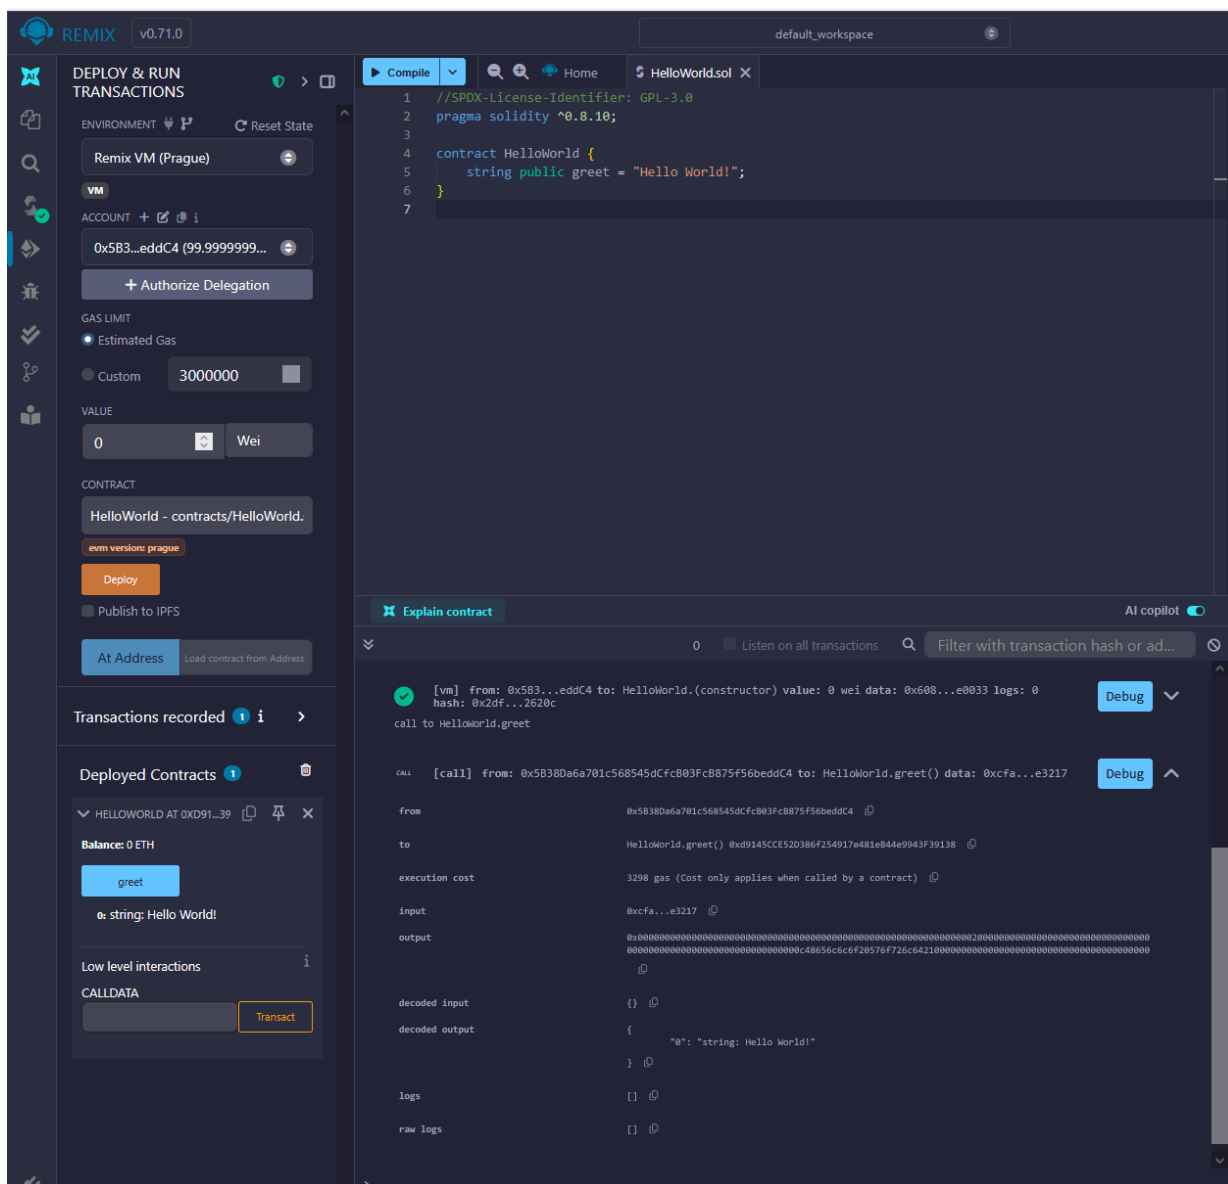 REMIX v0.71.0 default_workspace
DEPLOY & RUN
TRANSACTIONS
ENVIRONMENT Reset State
Remix VM (Prague)
VM
ACCOUNT
0x5B3...eddC4 (99.9999999...
Authorize Delegation
GAS LIMIT
Estimated Gas
Custom 3000000
VALUE
0 Wei
CONTRACT
HelloWorld - contracts/HelloWorld.
evm version: prague
Deploy
Publish to IPFS
At Address Load contract from Address
Transactions recorded 1 i
Deployed Contracts 1
HELLOWORLD AT 0XD91...39
Balance: 0 ETH
greet
0: string: Hello World!
Low level interactions i
CALLDATA
Transact
AI
Compile Home HelloWorld.sol
1 //SPDX-License-Identifier: GPL-3.0
2 pragma solidity ^0.8.10;
3
4 contract HelloWorld {
5 string public greet = "Hello World!";
6 }
7
Explain contract AI copilot
0 Listen on all transactions Filter with transaction hash or ad...
[vm] from: 0x5B3...eddC4 to: HelloWorld.(constructor) value: 0 wei data: 0x608...e0033 logs: 0 Debug
hash: 0x2df...2620c
call to HelloWorld.greet
CALL [call] from: 0x5B38Da6a701c568545dCfcB03FcB875f56beddC4 to: HelloWorld.greet() data: 0xcfa...e3217 Debug
from 0x5B38Da6a701c568545dCfcB03FcB875f56beddC4
to HelloWorld.greet() 0xd9145CCE52D386f254917e481eB44e9943F39138
execution cost 3298 gas (Cost only applies when called by a contract)
input 0xcfa...e3217
output
decoded input {}
decoded output {
"0": "string: Hello World!"
}
logs []
raw logs []